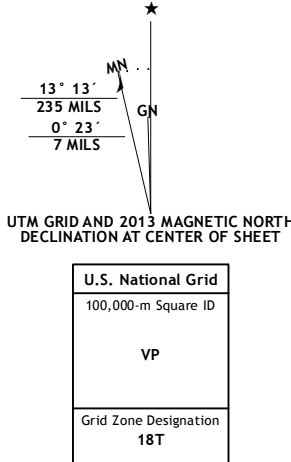 ★
MN
GN
13° 13´
235 MILS
0° 23´
7 MILS
UTM GRID AND 2013 MAGNETIC NORTH
DECLINATION AT CENTER OF SHEET
U.S. National Grid
100,000-m Square ID
VP
Grid Zone Designation
18T